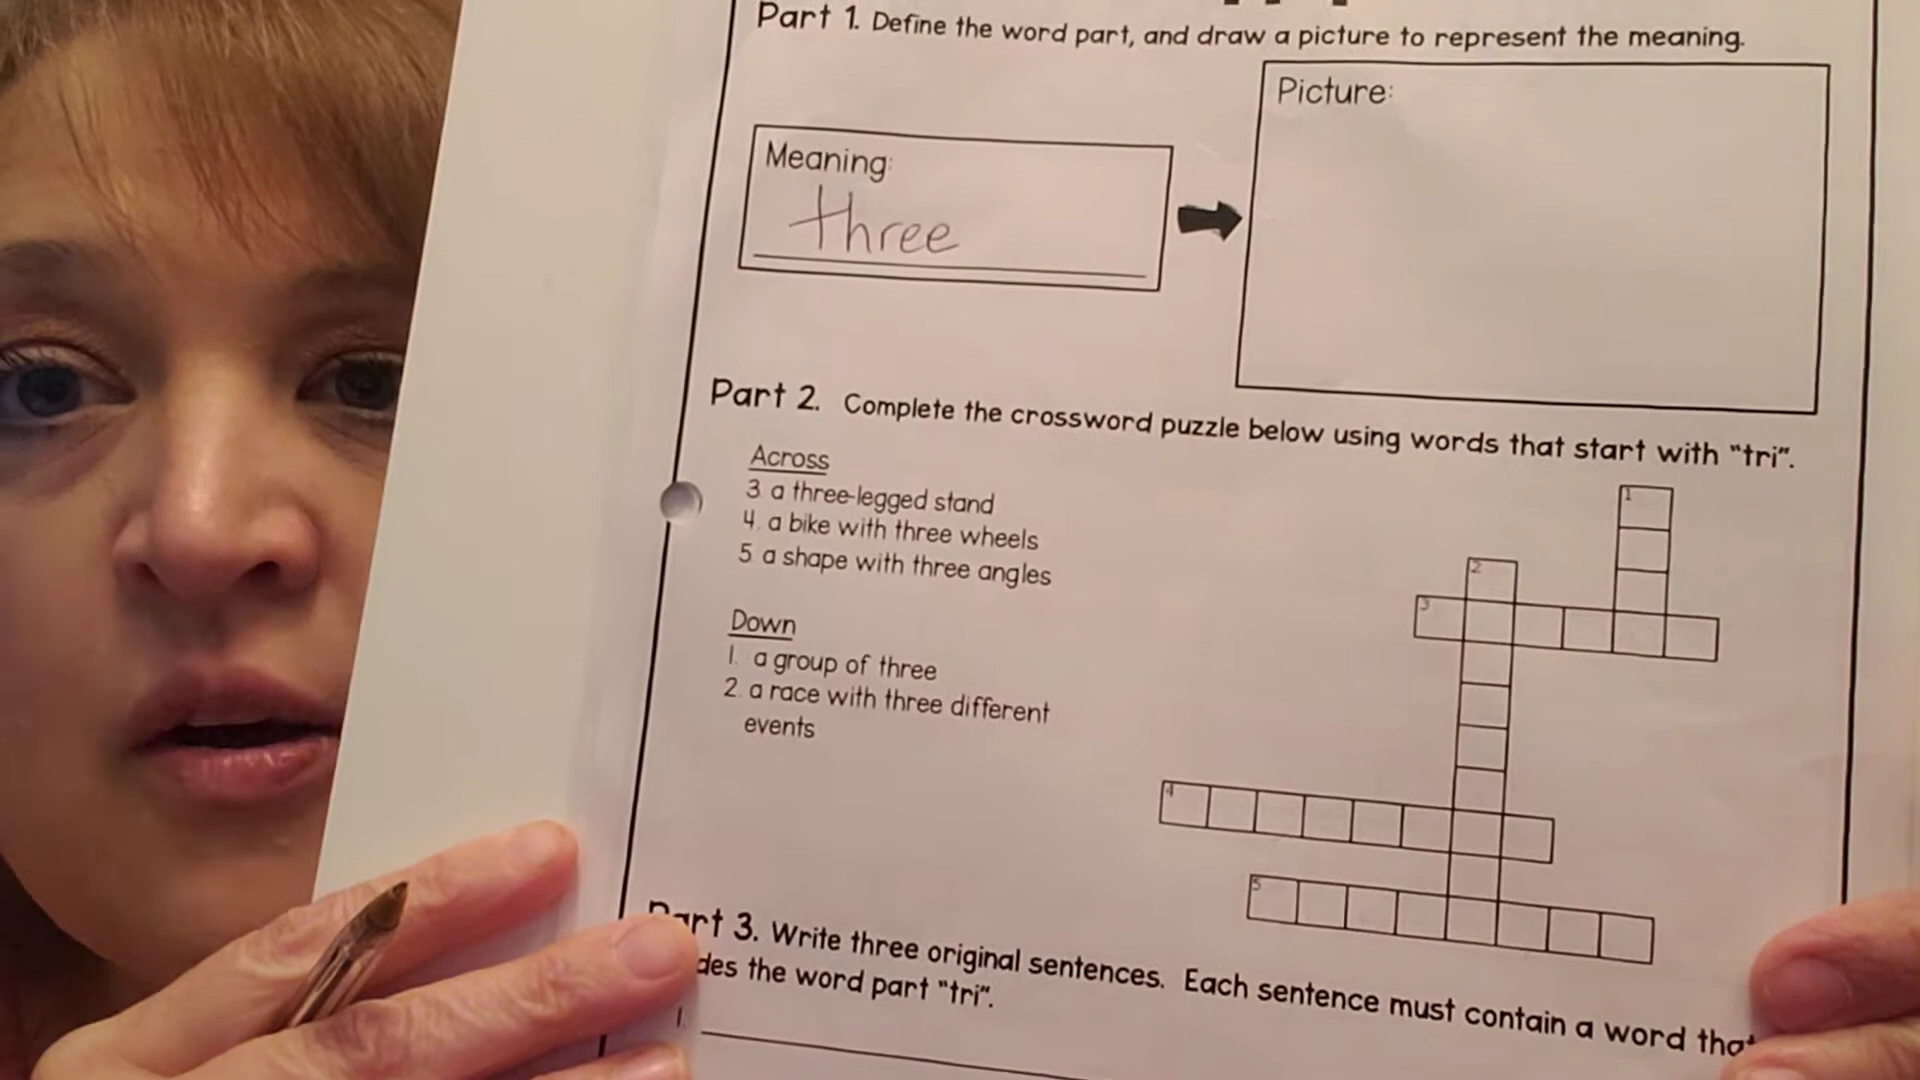 Part 1. Define the word part, and draw a picture to represent the meaning.
Picture:
Meaning:
three
Part 2. Complete the crossword puzzle below using words that start with "tri".
Across
3. a three-legged stand
4. a bike with three wheels
5 a shape with three angles
Down
1. a group of three
2. a race with three different
events
1
2
3
4
5
3. Write three original sentences. Each sentence must contain a word that
the word part "tri".
1.